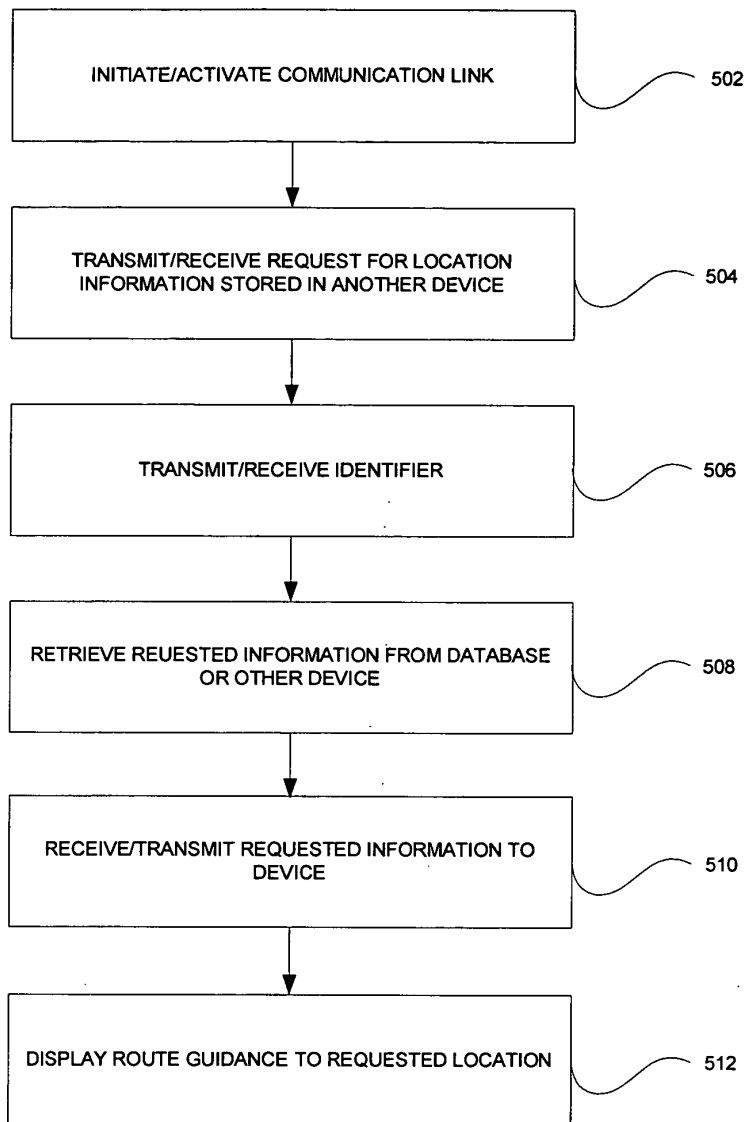 INITIATE/ACTIVATE COMMUNICATION LINK
502
TRANSMIT/RECEIVE REQUEST FOR LOCATION
INFORMATION STORED IN ANOTHER DEVICE
504
TRANSMIT/RECEIVE IDENTIFIER
506
RETRIEVE REUESTED INFORMATION FROM DATABASE
OR OTHER DEVICE
508
RECEIVE/TRANSMIT REQUESTED INFORMATION TO
DEVICE
510
DISPLAY ROUTE GUIDANCE TO REQUESTED LOCATION
512